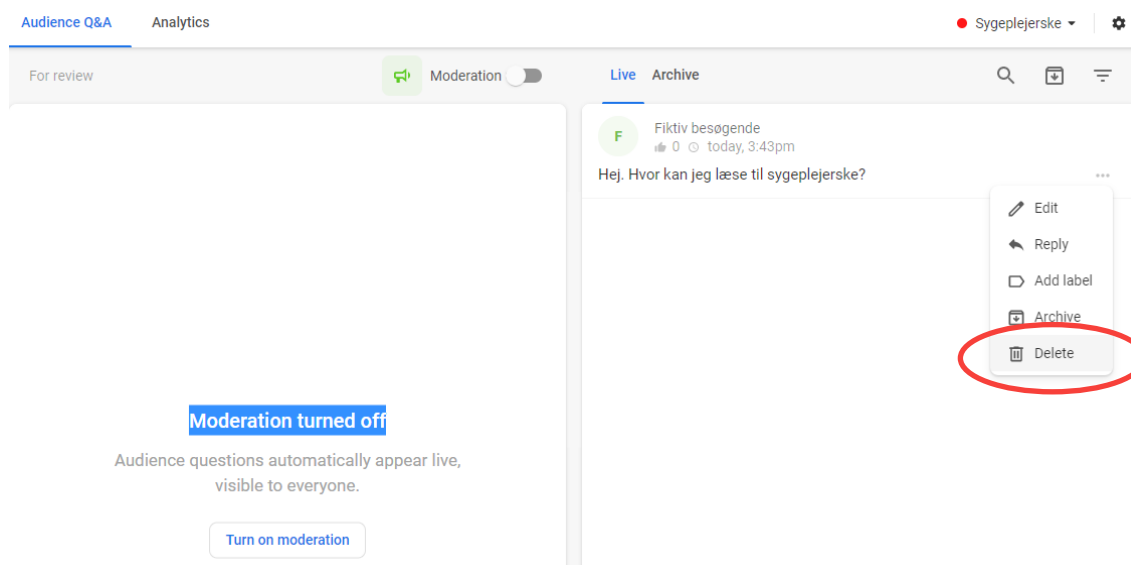 Audience Q&A Analytics Sygeplejerske
For review Moderation Live Archive
F Fiktiv besøgende
0 today, 3:43pm
Hej. Hvor kan jeg læse til sygeplejerske?
Edit
Reply
Add label
Archive
Delete
Moderation turned off
Audience questions automatically appear live,
visible to everyone.
Turn on moderation